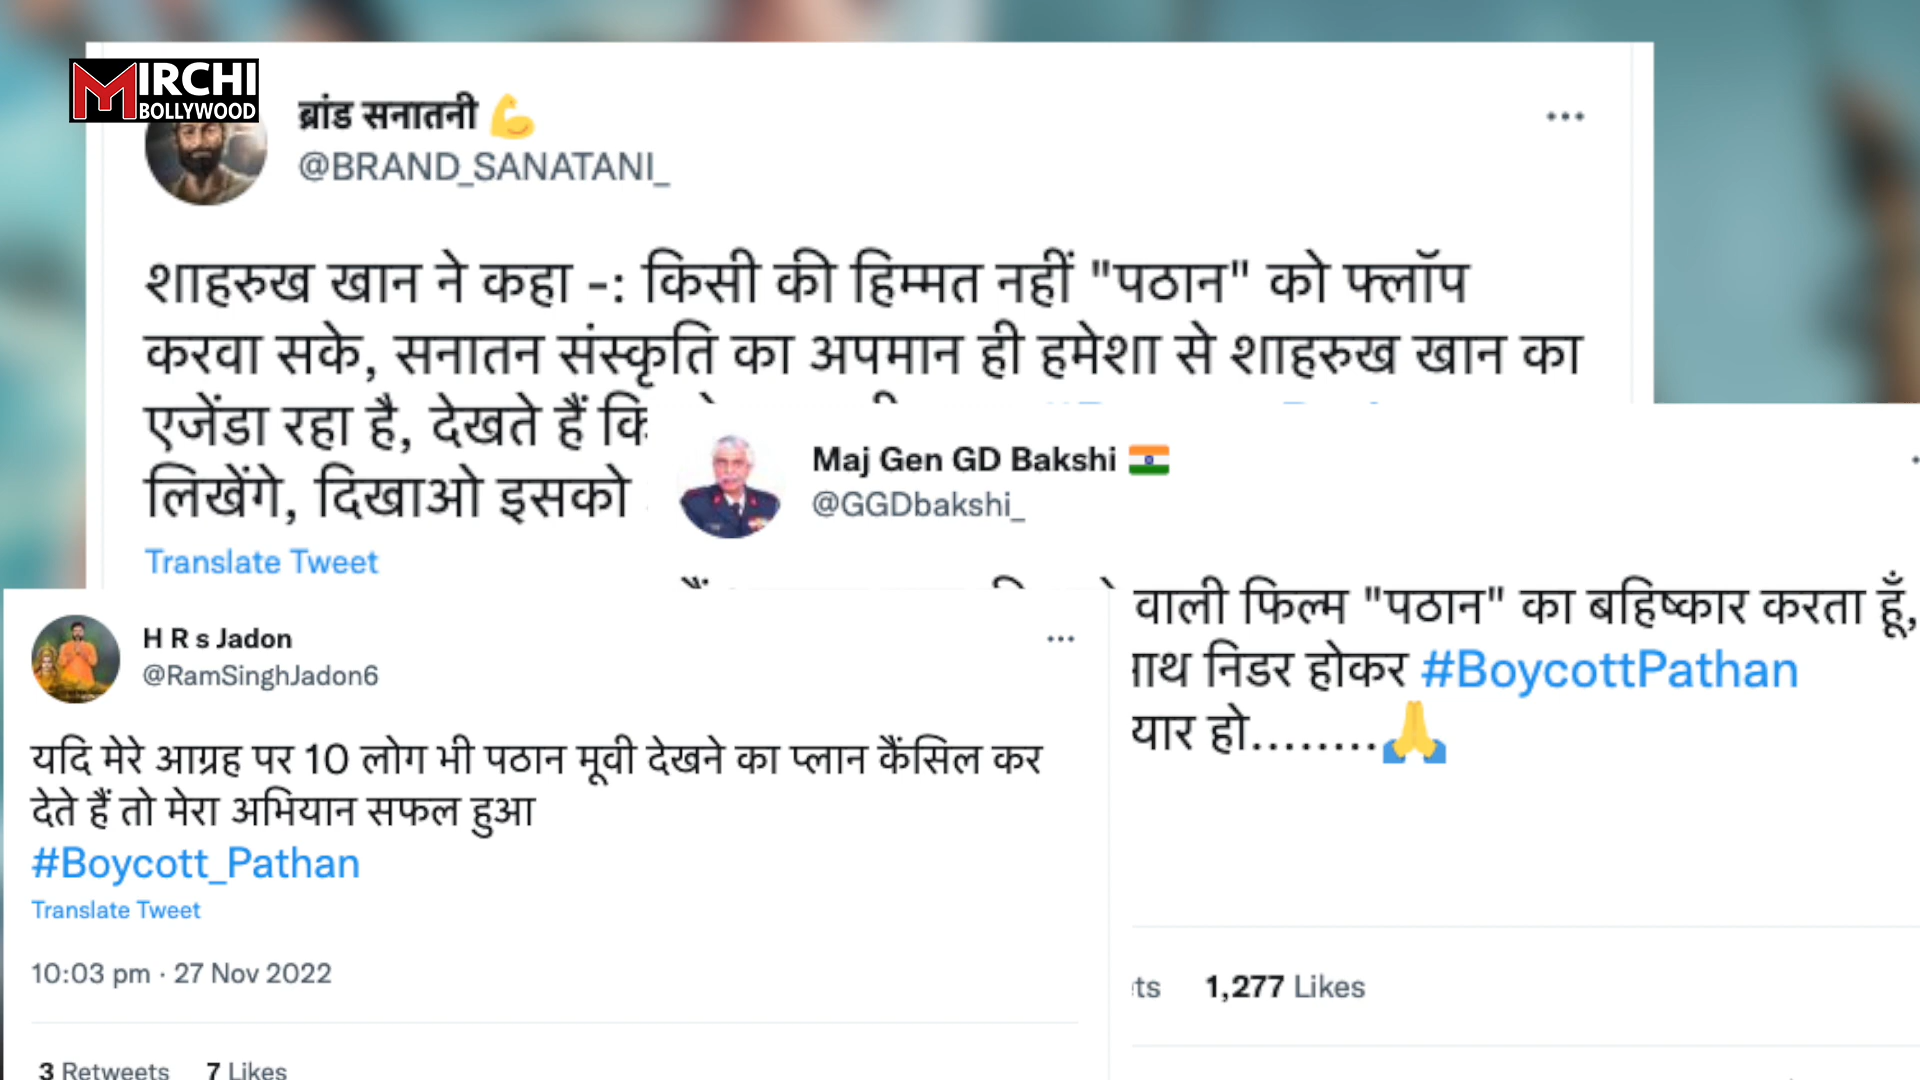 MIRCHI
BOLLYWOOD
ब्रांड सनातनी 💪
@BRAND_SANATANI_
शाहरुख खान ने कहा -: किसी की हिम्मत नहीं "पठान" को फ्लॉप
करवा सके, सनातन संस्कृति का अपमान ही हमेशा से शाहरुख खान का
एजेंडा रहा है, देखते हैं
लिखेंगे, दिखाओ इसको
Translate Tweet
Maj Gen GD Bakshi 🇮🇳
@GGDbakshi_
वाली फिल्म "पठान" का बहिष्कार करता हूँ,
निडर होकर #BoycottPathan
हो........🙏
1,277 Likes
H R s Jadon
@RamSinghJadon6
यदि मेरे आग्रह पर 10 लोग भी पठान मूवी देखने का प्लान कैंसिल कर
देते हैं तो मेरा अभियान सफल हुआ
#Boycott_Pathan
Translate Tweet
10:03 pm · 27 Nov 2022
3 Retweets 7 Likes